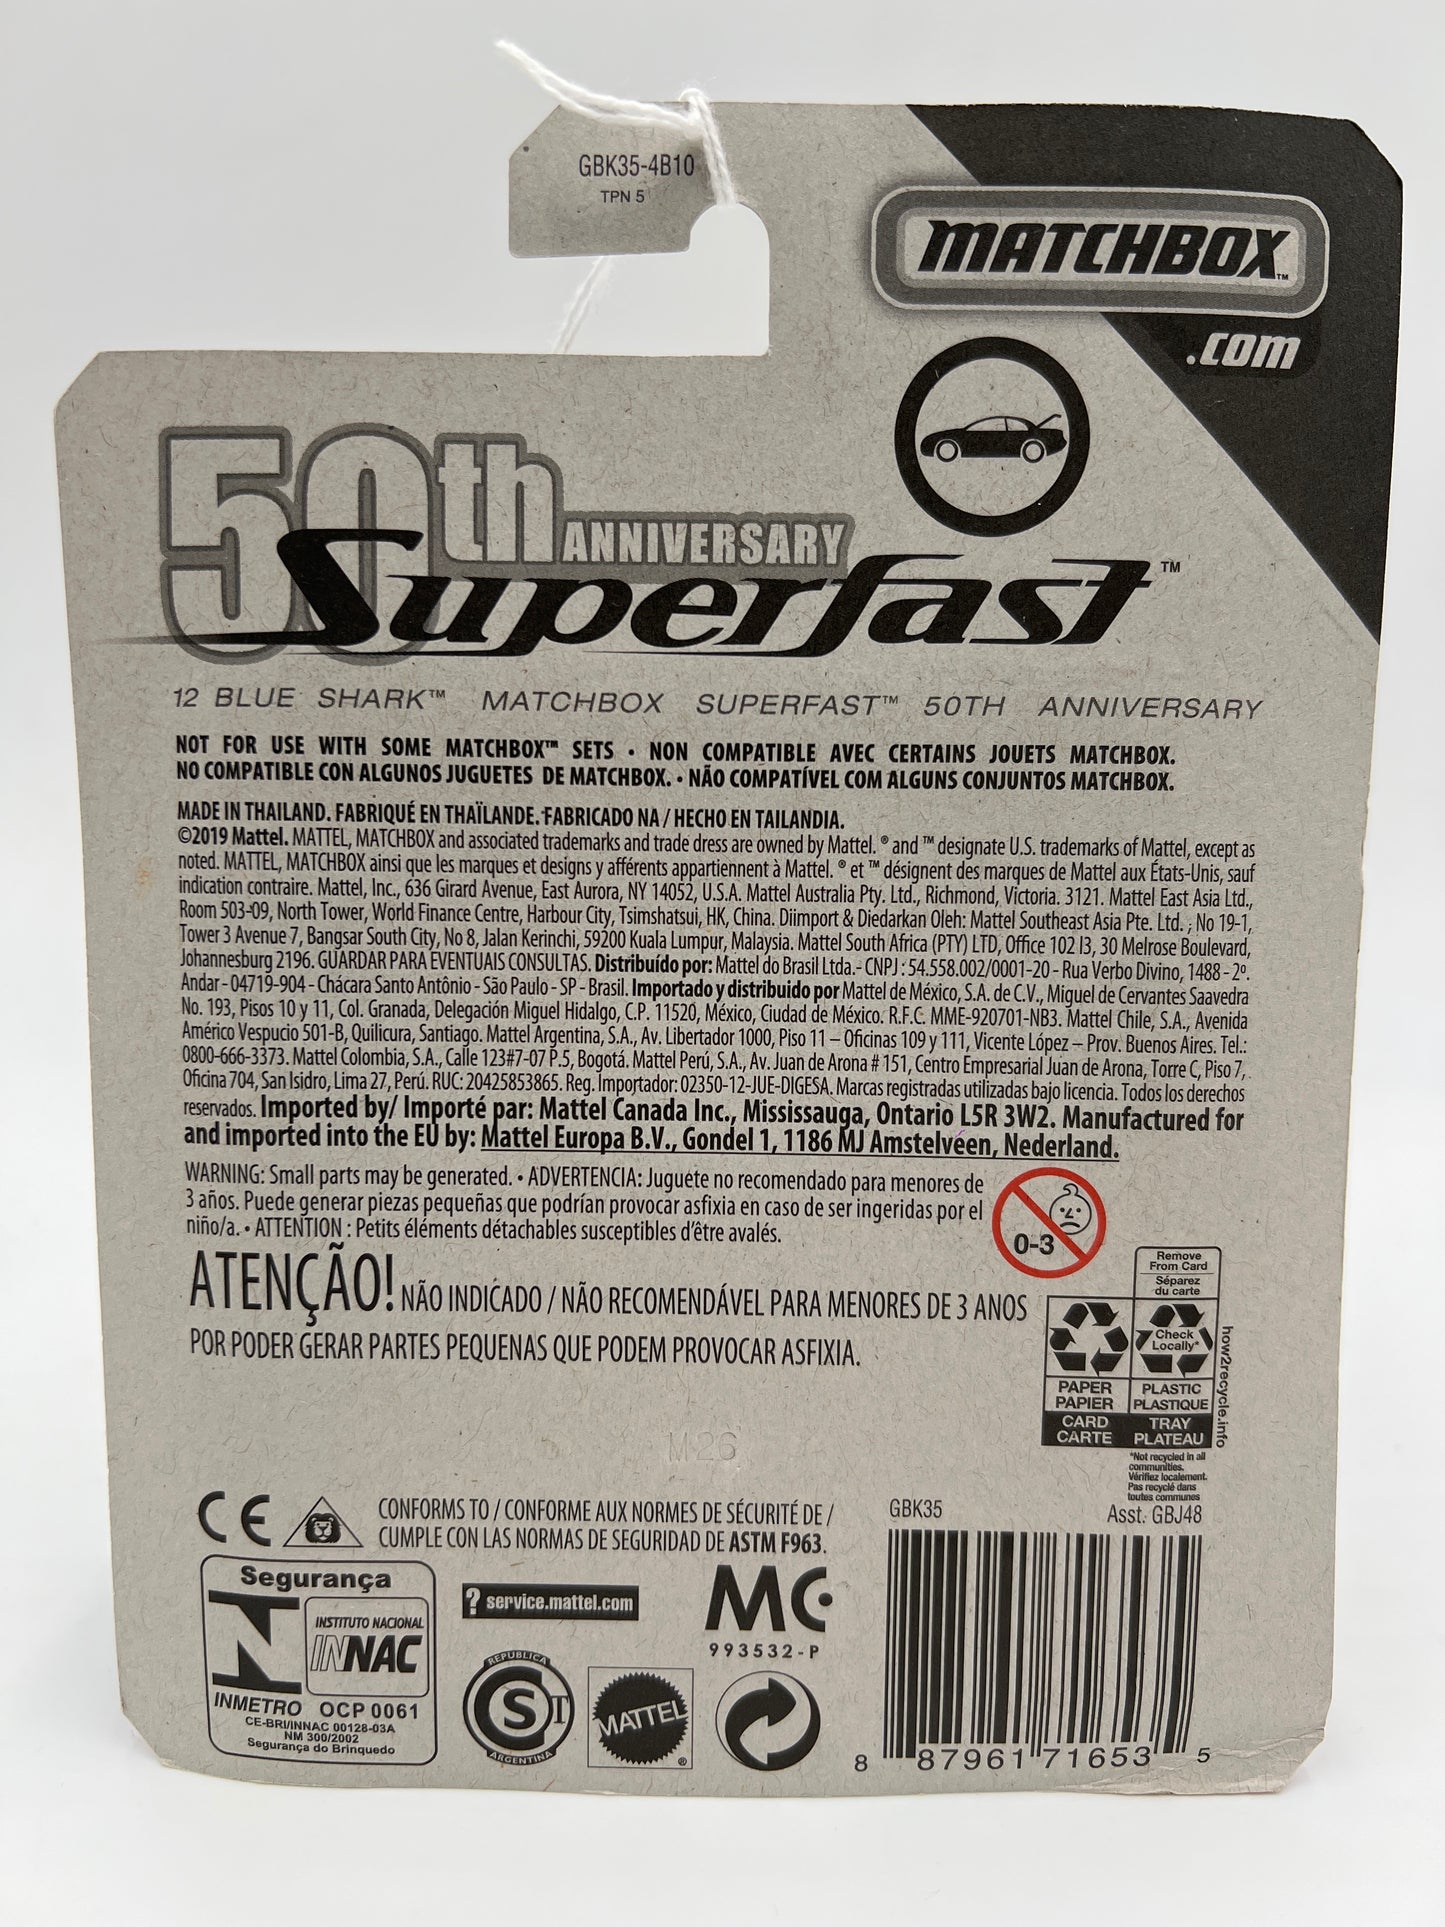 GBK35-4B10
TPN 5
MATCHBOX™
.com
50th ANNIVERSARY
Superfast™
12 BLUE SHARK™ MATCHBOX SUPERFAST™ 50TH ANNIVERSARY
NOT FOR USE WITH SOME MATCHBOX™ SETS • NON COMPATIBLE AVEC CERTAINS JOUETS MATCHBOX.
NO COMPATIBLE CON ALGUNOS JUGUETES DE MATCHBOX. • NÃO COMPATÍVEL COM ALGUNS CONJUNTOS MATCHBOX.
MADE IN THAILAND. FABRIQUÉ EN THAÏLANDE. FABRICADO NA / HECHO EN TAILANDIA.
©2019 Mattel. MATTEL, MATCHBOX and associated trademarks and trade dress are owned by Mattel. ® and ™ designate U.S. trademarks of Mattel, except as
noted. MATTEL, MATCHBOX ainsi que les marques et designs y afférents appartiennent à Mattel. ® et ™ désignent des marques de Mattel aux États-Unis, sauf
indication contraire. Mattel, Inc., 636 Girard Avenue, East Aurora, NY 14052, U.S.A. Mattel Australia Pty. Ltd., Richmond, Victoria. 3121. Mattel East Asia Ltd.,
Room 503-09, North Tower, World Finance Centre, Harbour City, Tsimshatsui, HK, China. Diimport & Diedarkan Oleh: Mattel Southeast Asia Pte. Ltd. ; No 19-1,
Tower 3 Avenue 7, Bangsar South City, No 8, Jalan Kerinchi, 59200 Kuala Lumpur, Malaysia. Mattel South Africa (PTY) LTD, Office 102 I3, 30 Melrose Boulevard,
Johannesburg 2196. GUARDAR PARA EVENTUAIS CONSULTAS. Distribuído por: Mattel do Brasil Ltda.- CNPJ : 54.558.002/0001-20 - Rua Verbo Divino, 1488 - 2º.
Andar - 04719-904 - Chácara Santo Antônio - São Paulo - SP - Brasil. Importado y distribuido por Mattel de México, S.A. de C.V., Miguel de Cervantes Saavedra
No. 193, Pisos 10 y 11, Col. Granada, Delegación Miguel Hidalgo, C.P. 11520, México, Ciudad de México. R.F.C. MME-920701-NB3. Mattel Chile, S.A., Avenida
Américo Vespucio 501-B, Quilicura, Santiago. Mattel Argentina, S.A., Av. Libertador 1000, Piso 11 – Oficinas 109 y 111, Vicente López – Prov. Buenos Aires. Tel.:
0800-666-3373. Mattel Colombia, S.A., Calle 123#7-07 P.5, Bogotá. Mattel Perú, S.A., Av. Juan de Arona # 151, Centro Empresarial Juan de Arona, Torre C, Piso 7,
Oficina 704, San Isidro, Lima 27, Perú. RUC: 20425853865. Reg. Importador: 02350-12-JUE-DIGESA. Marcas registradas utilizadas bajo licencia. Todos los derechos
reservados. Imported by/ Importé par: Mattel Canada Inc., Mississauga, Ontario L5R 3W2. Manufactured for
and imported into the EU by: Mattel Europa B.V., Gondel 1, 1186 MJ Amstelveen, Nederland.
WARNING: Small parts may be generated. • ADVERTENCIA: Juguete no recomendado para menores de
3 años. Puede generar piezas pequeñas que podrían provocar asfixia en caso de ser ingeridas por el
niño/a. • ATTENTION : Petits éléments détachables susceptibles d'être avalés.
0-3
ATENÇÃO! NÃO INDICADO / NÃO RECOMENDÁVEL PARA MENORES DE 3 ANOS
POR PODER GERAR PARTES PEQUENAS QUE PODEM PROVOCAR ASFIXIA.
Remove
From Card
Séparez
du carte
Check
Locally*
PAPER
PAPIER
CARD
CARTE
PLASTIC
PLASTIQUE
TRAY
PLATEAU
how2recycle.info
*Not recycled in all
communities.
Vérifiez localement.
Pas recyclé dans
toutes communes
M26
CE
CONFORMS TO / CONFORME AUX NORMES DE SÉCURITÉ DE /
CUMPLE CON LAS NORMAS DE SEGURIDAD DE ASTM F963.
GBK35
Asst. GBJ48
Segurança
INSTITUTO NACIONAL
INNAC
INMETRO OCP 0061
CE-BRI/INNAC 00128-03A
NM 300/2002
Segurança do Brinquedo
? service.mattel.com
MC
993532-P
REPUBLICA
S T
ARGENTINA
MATTEL ®
8 87961 71653 5